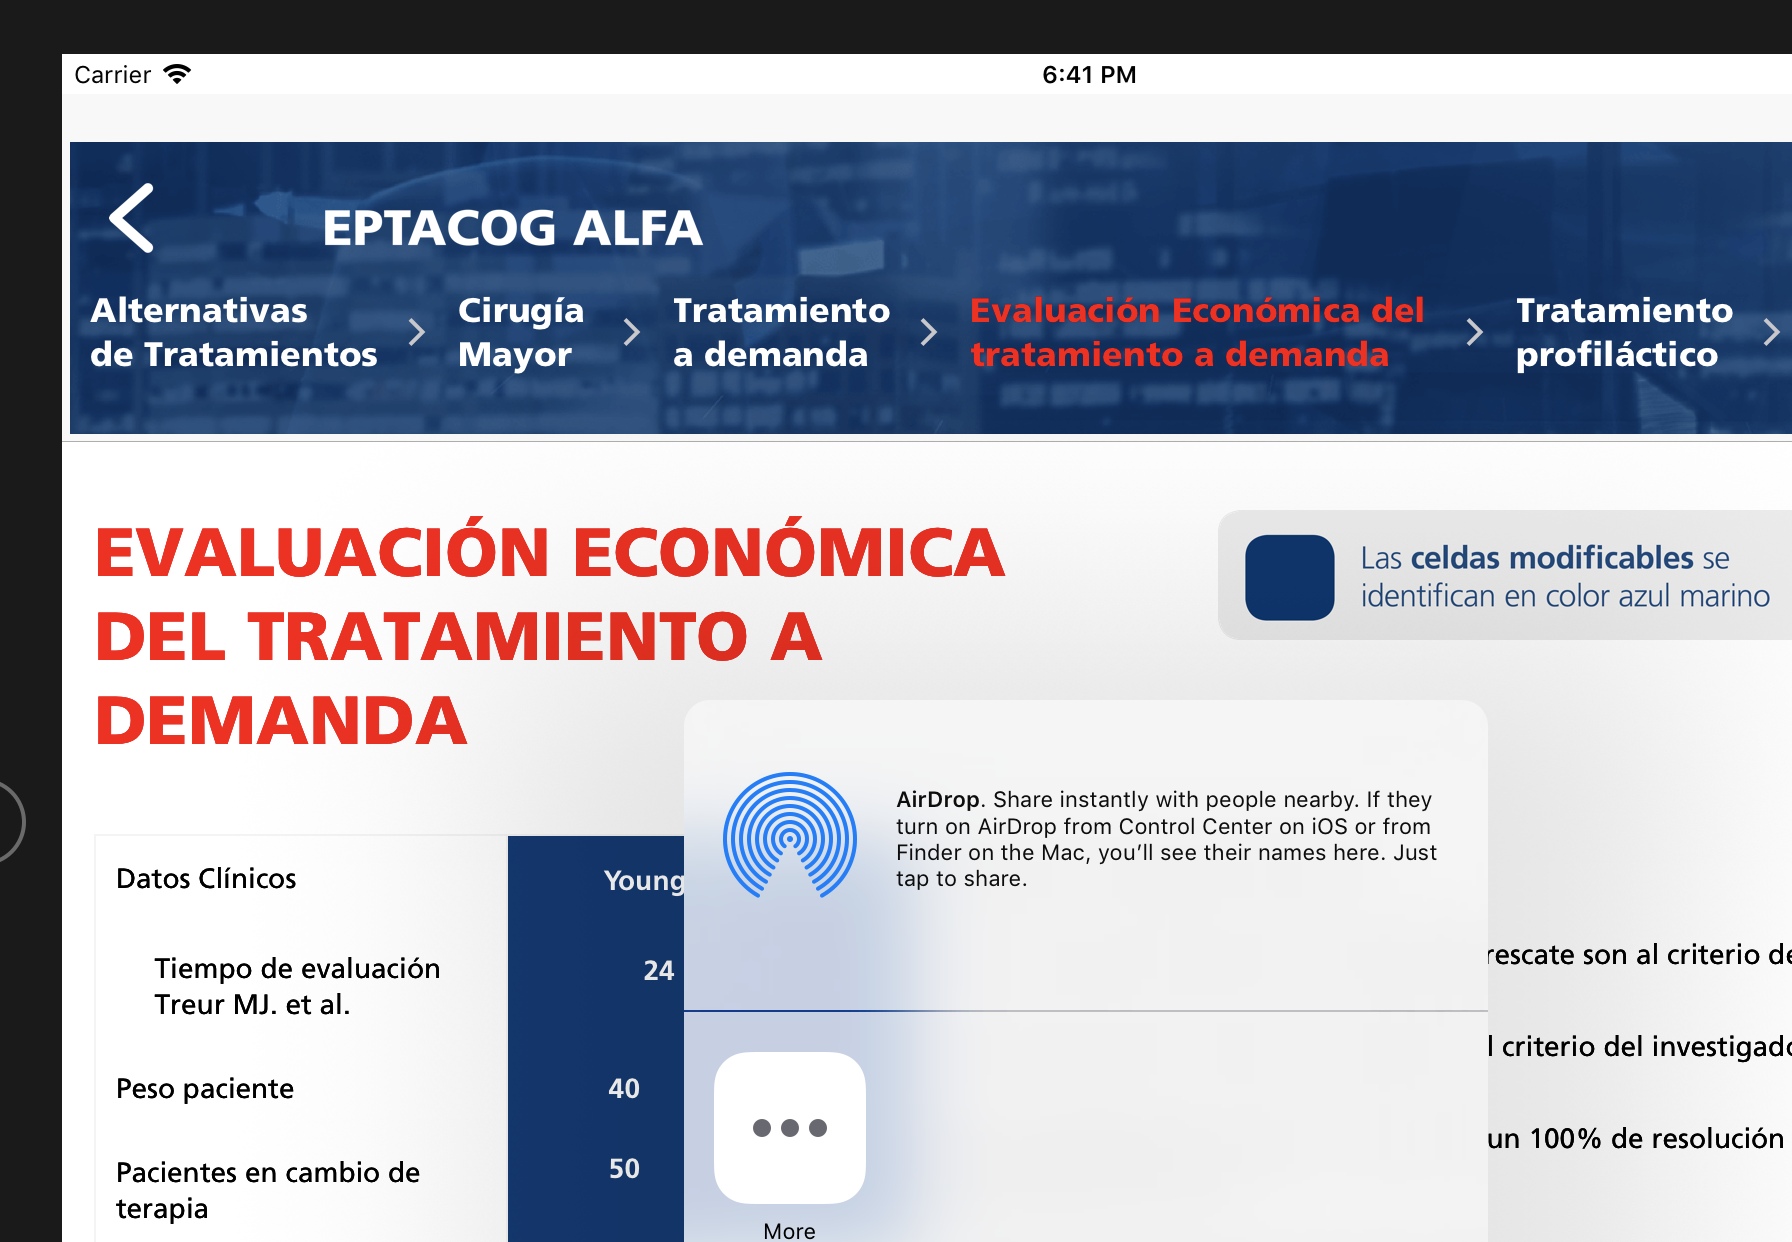 Carrier
6:41 PM
EPTACOG ALFA
Alternativas
de Tratamientos
Cirugía
Mayor
Tratamiento
a demanda
Evaluación Económica del
tratamiento a demanda
Tratamiento
profiláctico
EVALUACIÓN ECONÓMICA
DEL TRATAMIENTO A
DEMANDA
Las celdas modificables se
identifican en color azul marino
AirDrop. Share instantly with people nearby. If they
turn on AirDrop from Control Center on iOS or from
Finder on the Mac, you’ll see their names here. Just
tap to share.
Datos Clínicos
Young
Tiempo de evaluación
Treur MJ. et al.
24
rescate son al criterio de
Peso paciente
40
criterio del investigado
Pacientes en cambio de
terapia
50
un 100% de resolución
More